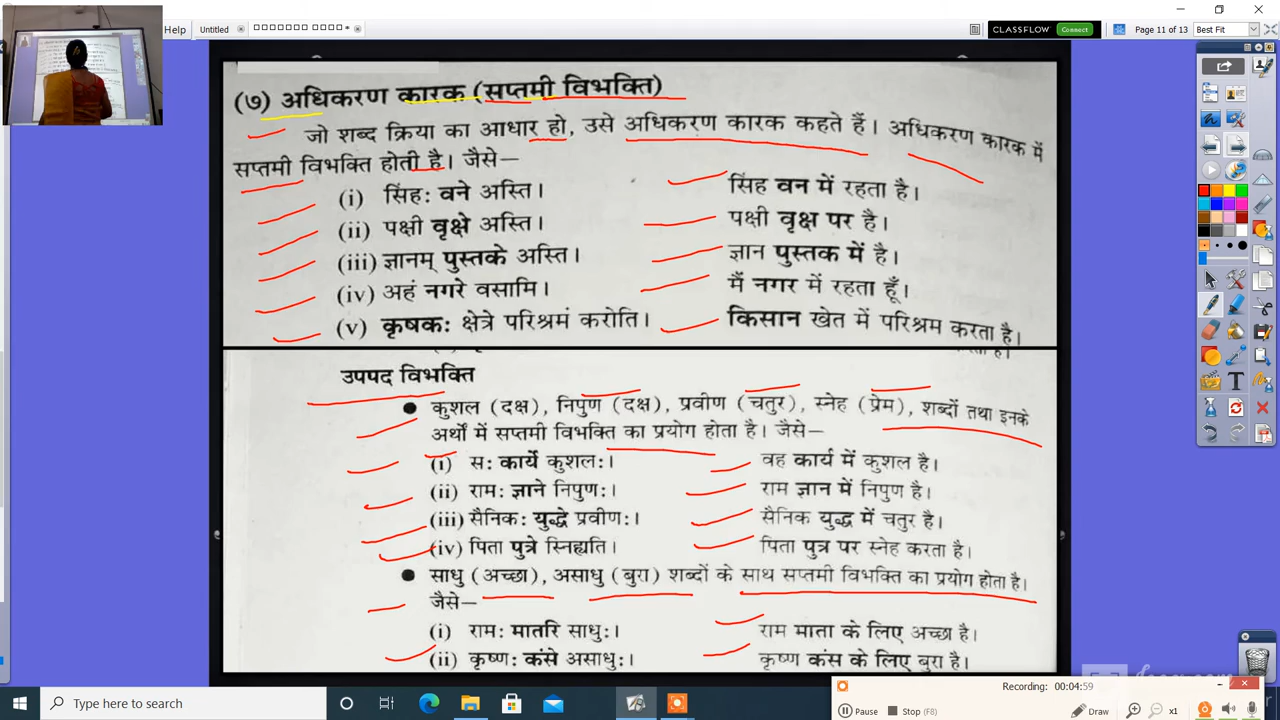 Help
Untitled
CLASSFLOW Connect
Page 11 of 13
Best Fit
(७) अधिकरण कारक (सप्तमी विभक्ति)
जो शब्द क्रिया का आधार हो, उसे अधिकरण कारक कहते हैं। अधिकरण कारक में
सप्तमी विभक्ति होती है। जैसे—
(i) सिंहः वने अस्ति। सिंह वन में रहता है।
(ii) पक्षी वृक्षे अस्ति। पक्षी वृक्ष पर है।
(iii) ज्ञानम् पुस्तके अस्ति। ज्ञान पुस्तक में है।
(iv) अहं नगरे वसामि। मैं नगर में रहता हूँ।
(v) कृषकः क्षेत्रे परिश्रमं करोति। किसान खेत में परिश्रम करता है।
उपपद विभक्ति
● कुशल (दक्ष), निपुण (दक्ष), प्रवीण (चतुर), स्नेह (प्रेम), शब्दों तथा इनके
अर्थों में सप्तमी विभक्ति का प्रयोग होता है। जैसे—
(i) सः कार्ये कुशलः। वह कार्य में कुशल है।
(ii) रामः ज्ञाने निपुणः। राम ज्ञान में निपुण है।
(iii) सैनिकः युद्धे प्रवीणः। सैनिक युद्ध में चतुर है।
(iv) पिता पुत्रे स्निह्यति। पिता पुत्र पर स्नेह करता है।
● साधु (अच्छा), असाधु (बुरा) शब्दों के साथ सप्तमी विभक्ति का प्रयोग होता है।
जैसे—
(i) रामः मातरि साधुः। राम माता के लिए अच्छा है।
(ii) कृष्णः कंसे असाधुः। कृष्ण कंस के लिए बुरा है।
Recording: 00:04:59
Pause Stop (F8) Draw x1
Type here to search